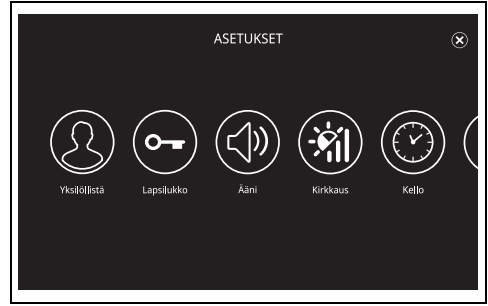 ASETUKSET
Yksilöllistä
Lapsilukko
Ääni
Kirkkaus
Kello